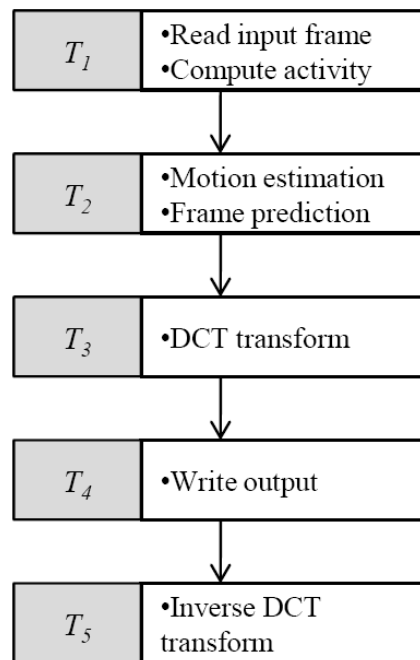 T1
•Read input frame
•Compute activity
T2
•Motion estimation
•Frame prediction
T3
•DCT transform
T4
•Write output
T5
•Inverse DCT
transform